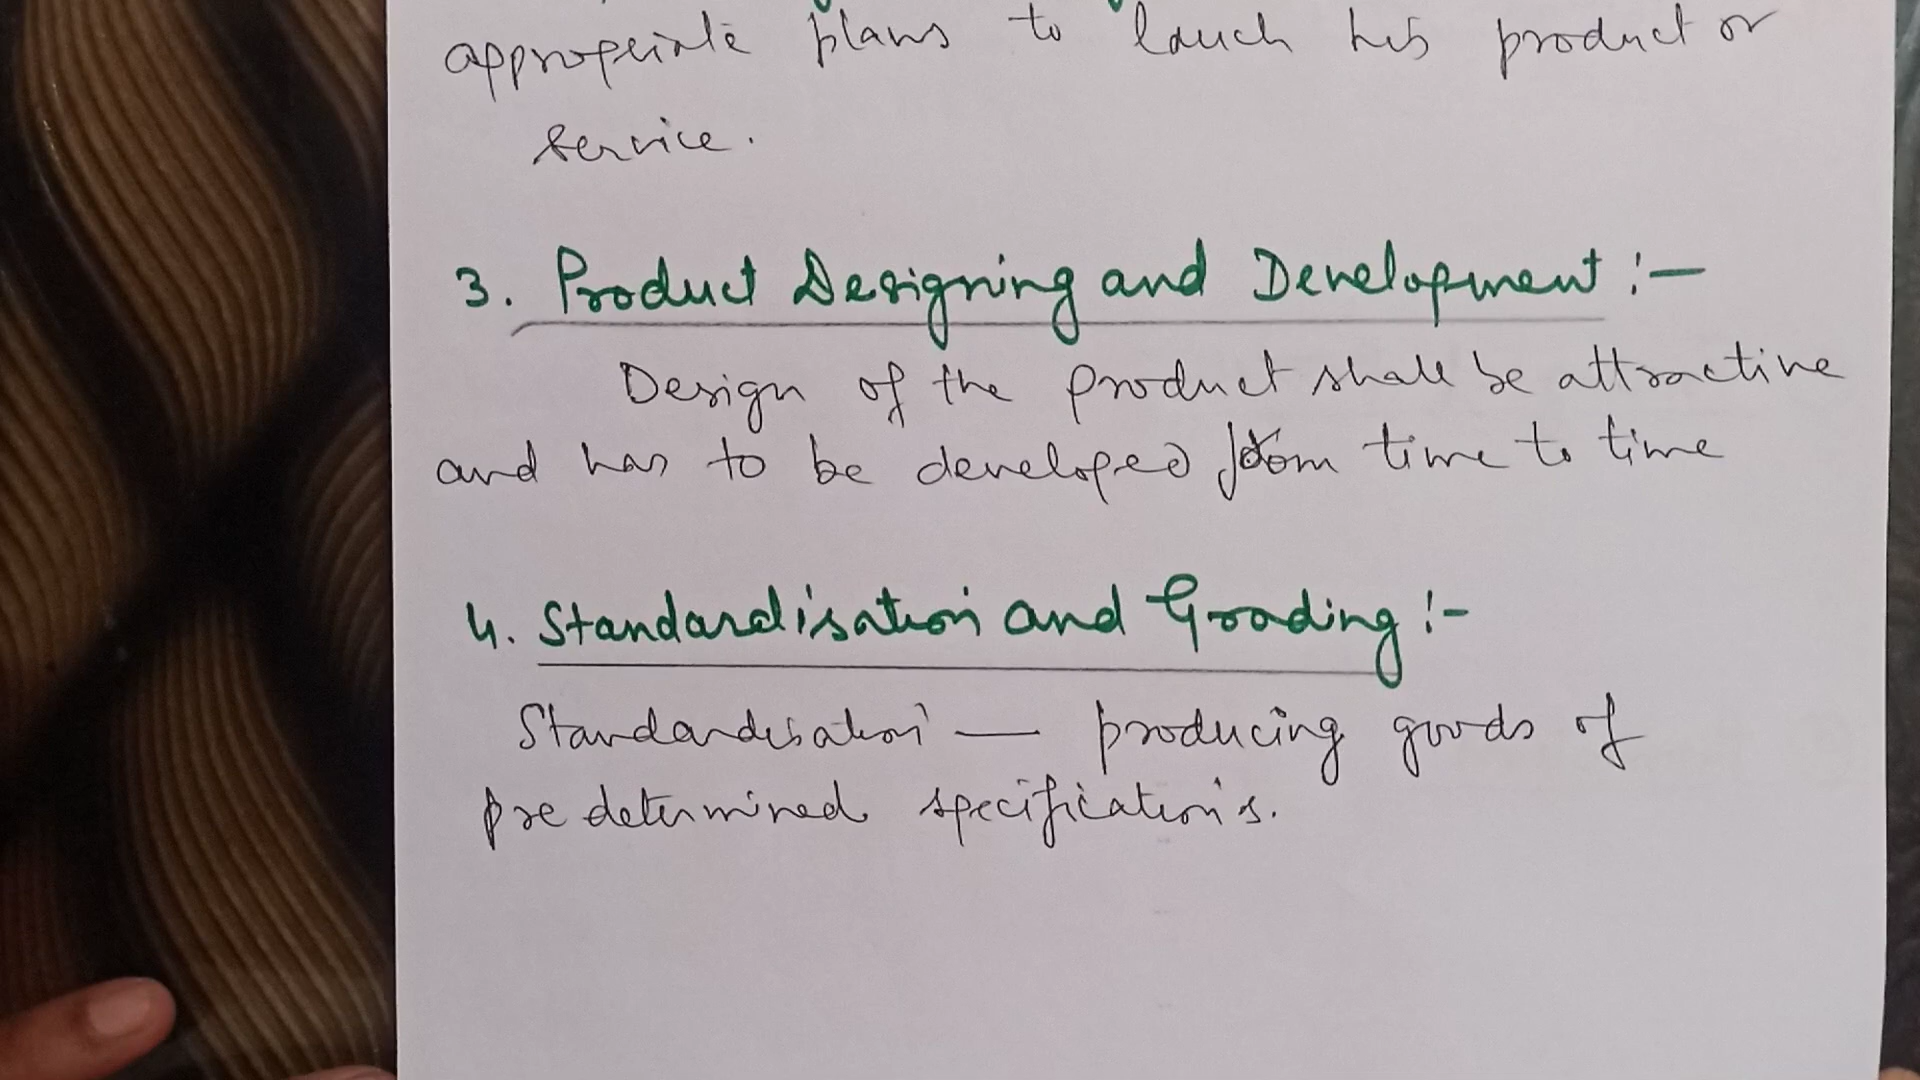 appropriate plans to lauch his product or
service.
3. Product Designing and Development :-
Design of the product shall be attractive
and has to be developed from time to time
4. Standardisation and Grading :-
Standardisation — producing goods of
pre determined specifications.